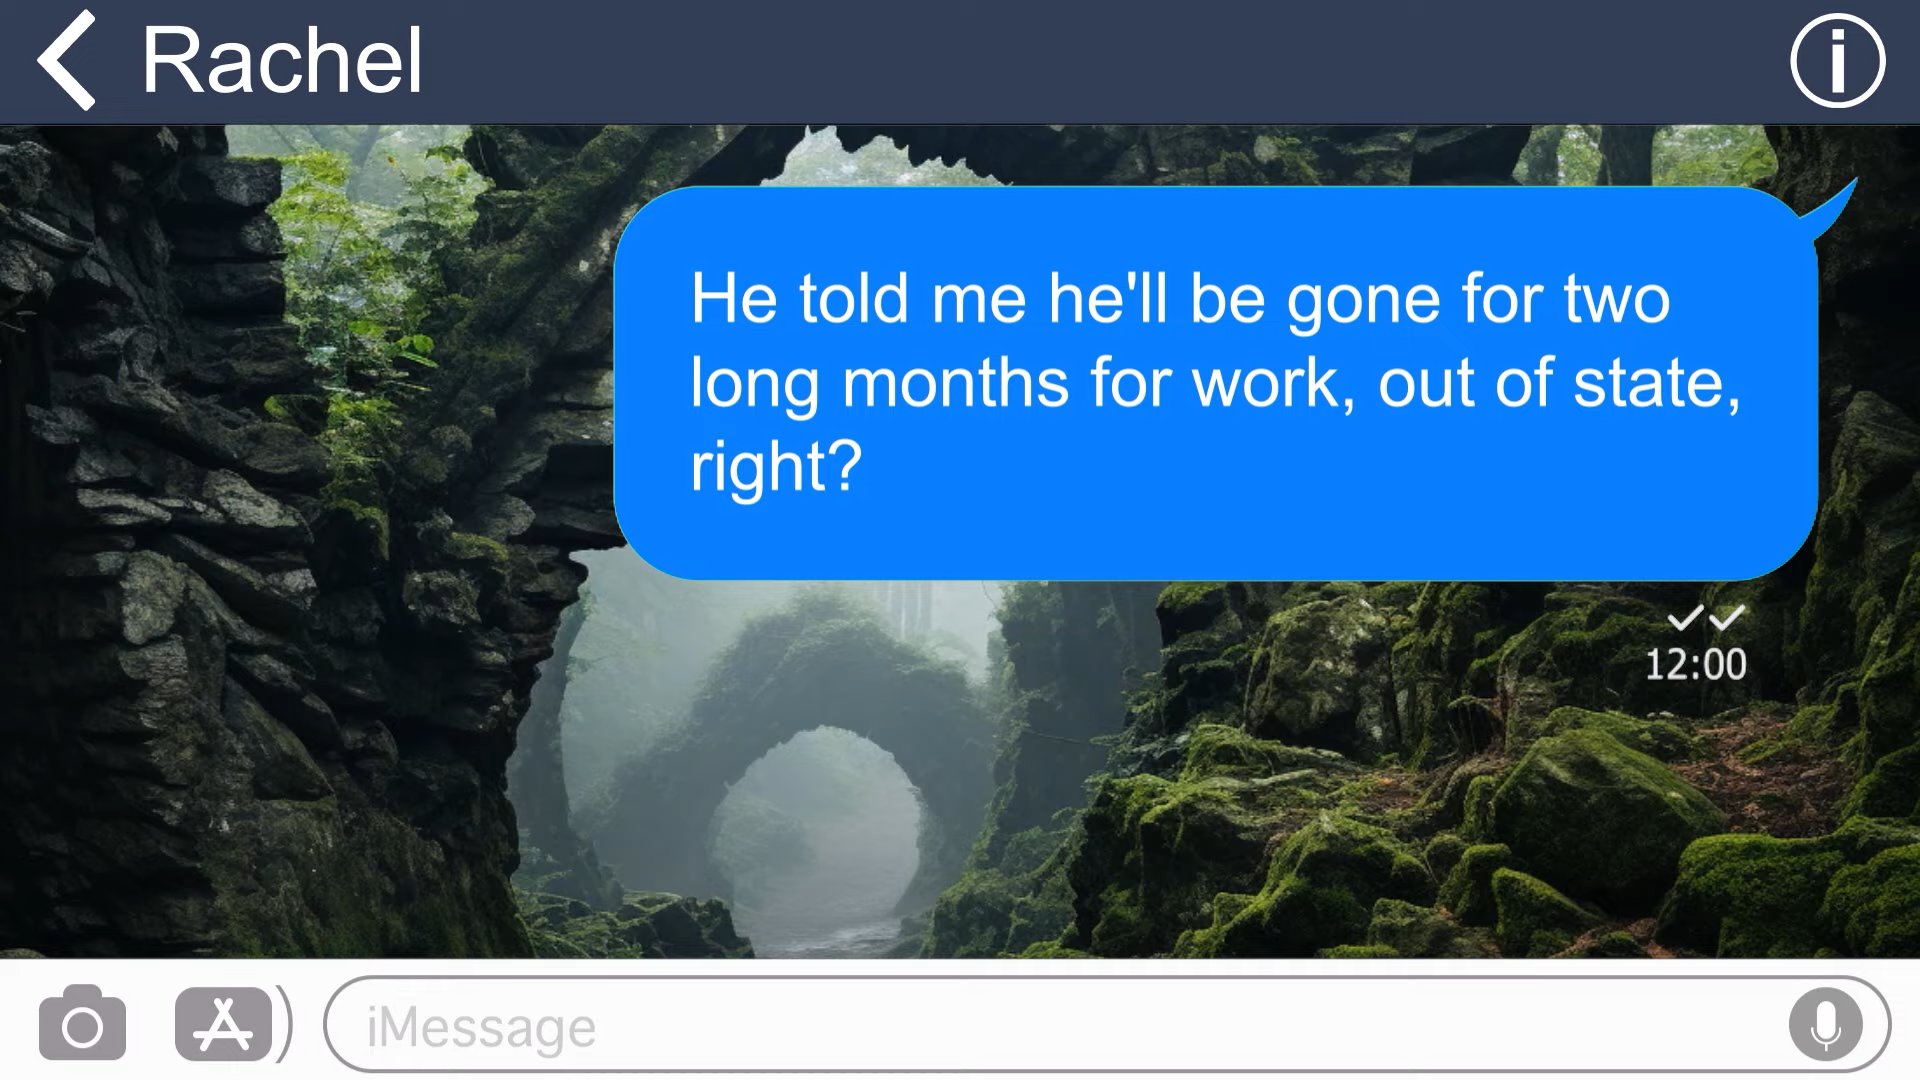 Rachel
He told me he'll be gone for two
long months for work, out of state,
right?
12:00
iMessage